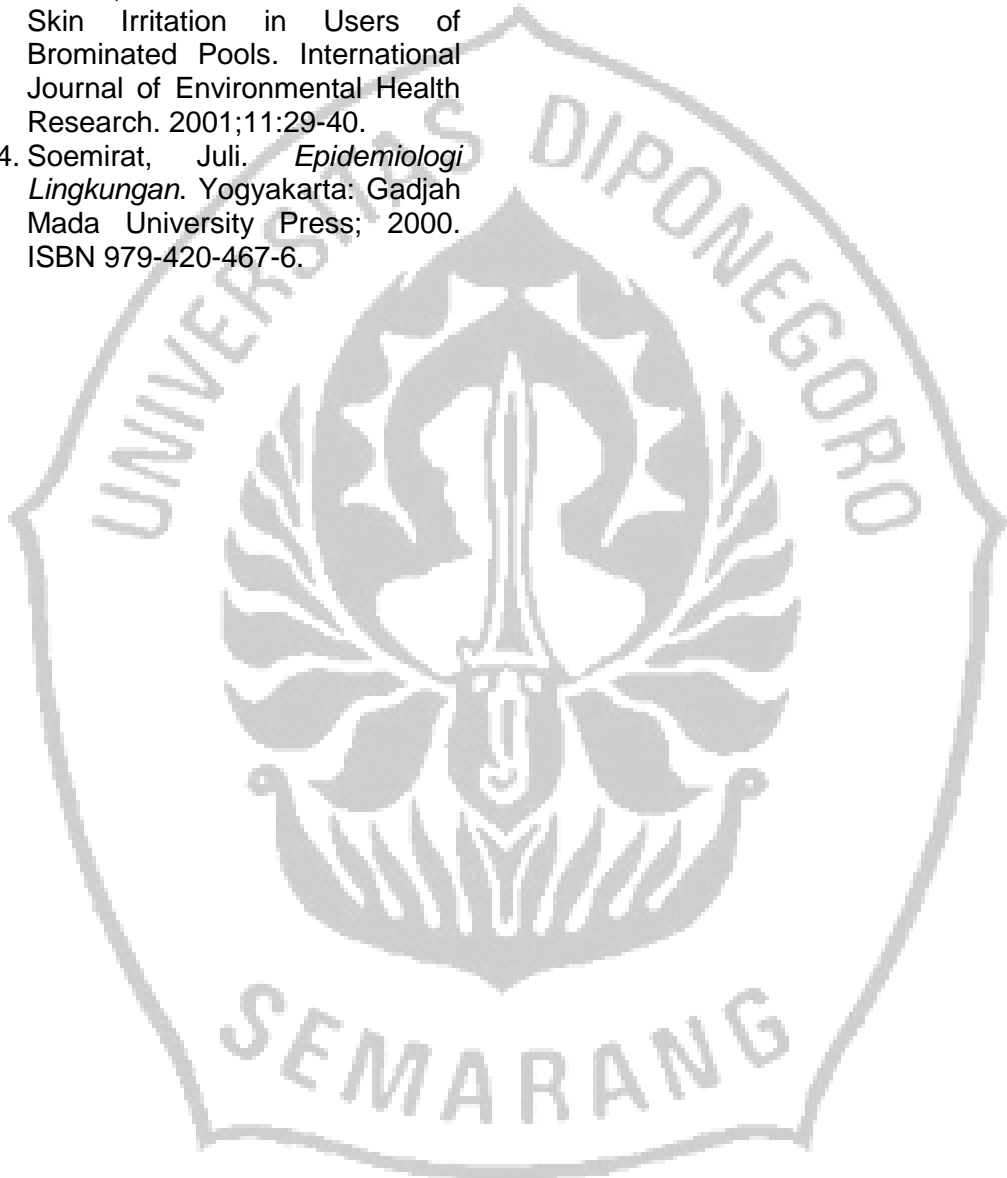 Skin Irritation in Users of
Brominated Pools. International
Journal of Environmental Health
Research. 2001;11:29-40.
4. Soemirat, Juli. Epidemiologi
Lingkungan. Yogyakarta: Gadjah
Mada University Press; 2000.
ISBN 979-420-467-6.
UNIVERSITAS DIPONEGORO
SEMARANG